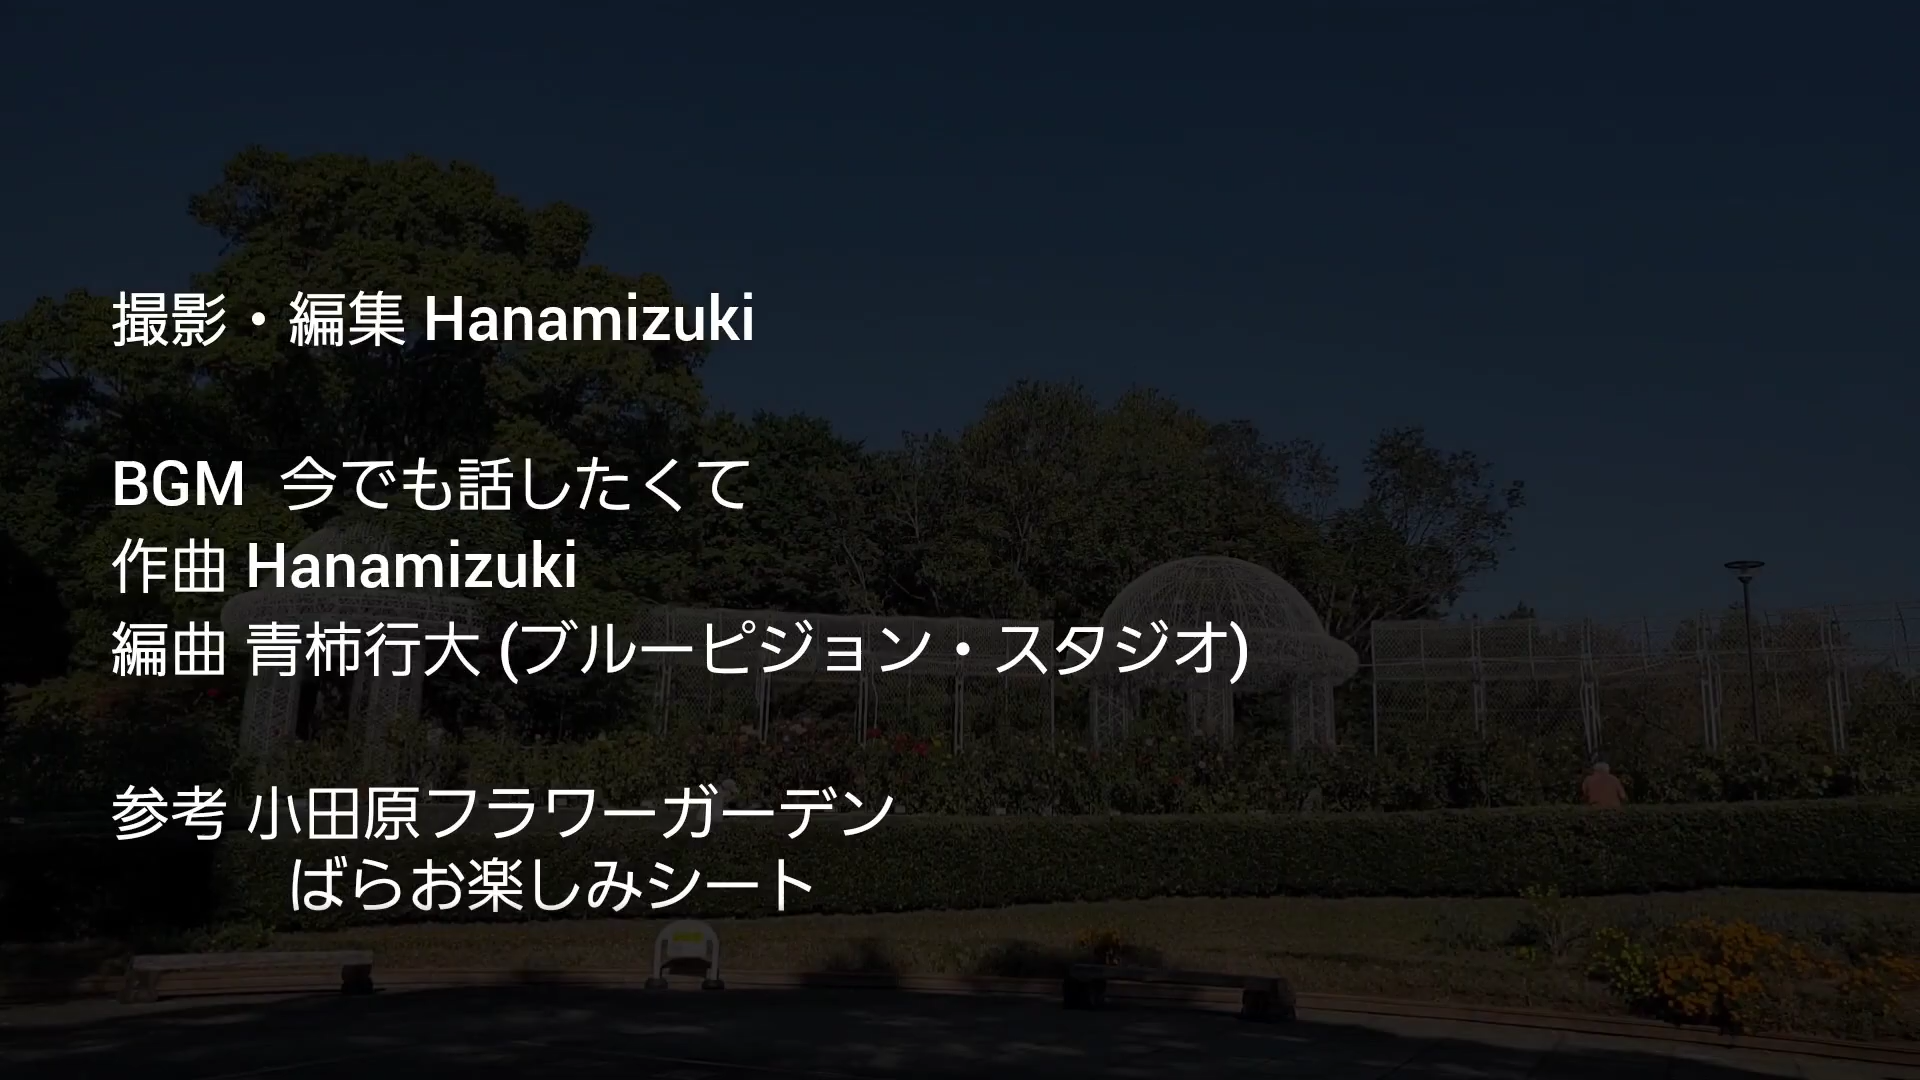 撮影・編集 Hanamizuki
BGM 今でも話したくて
作曲 Hanamizuki
編曲 青柿行大 (ブルーピジョン・スタジオ)
参考 小田原フラワーガーデン
ばらお楽しみシート